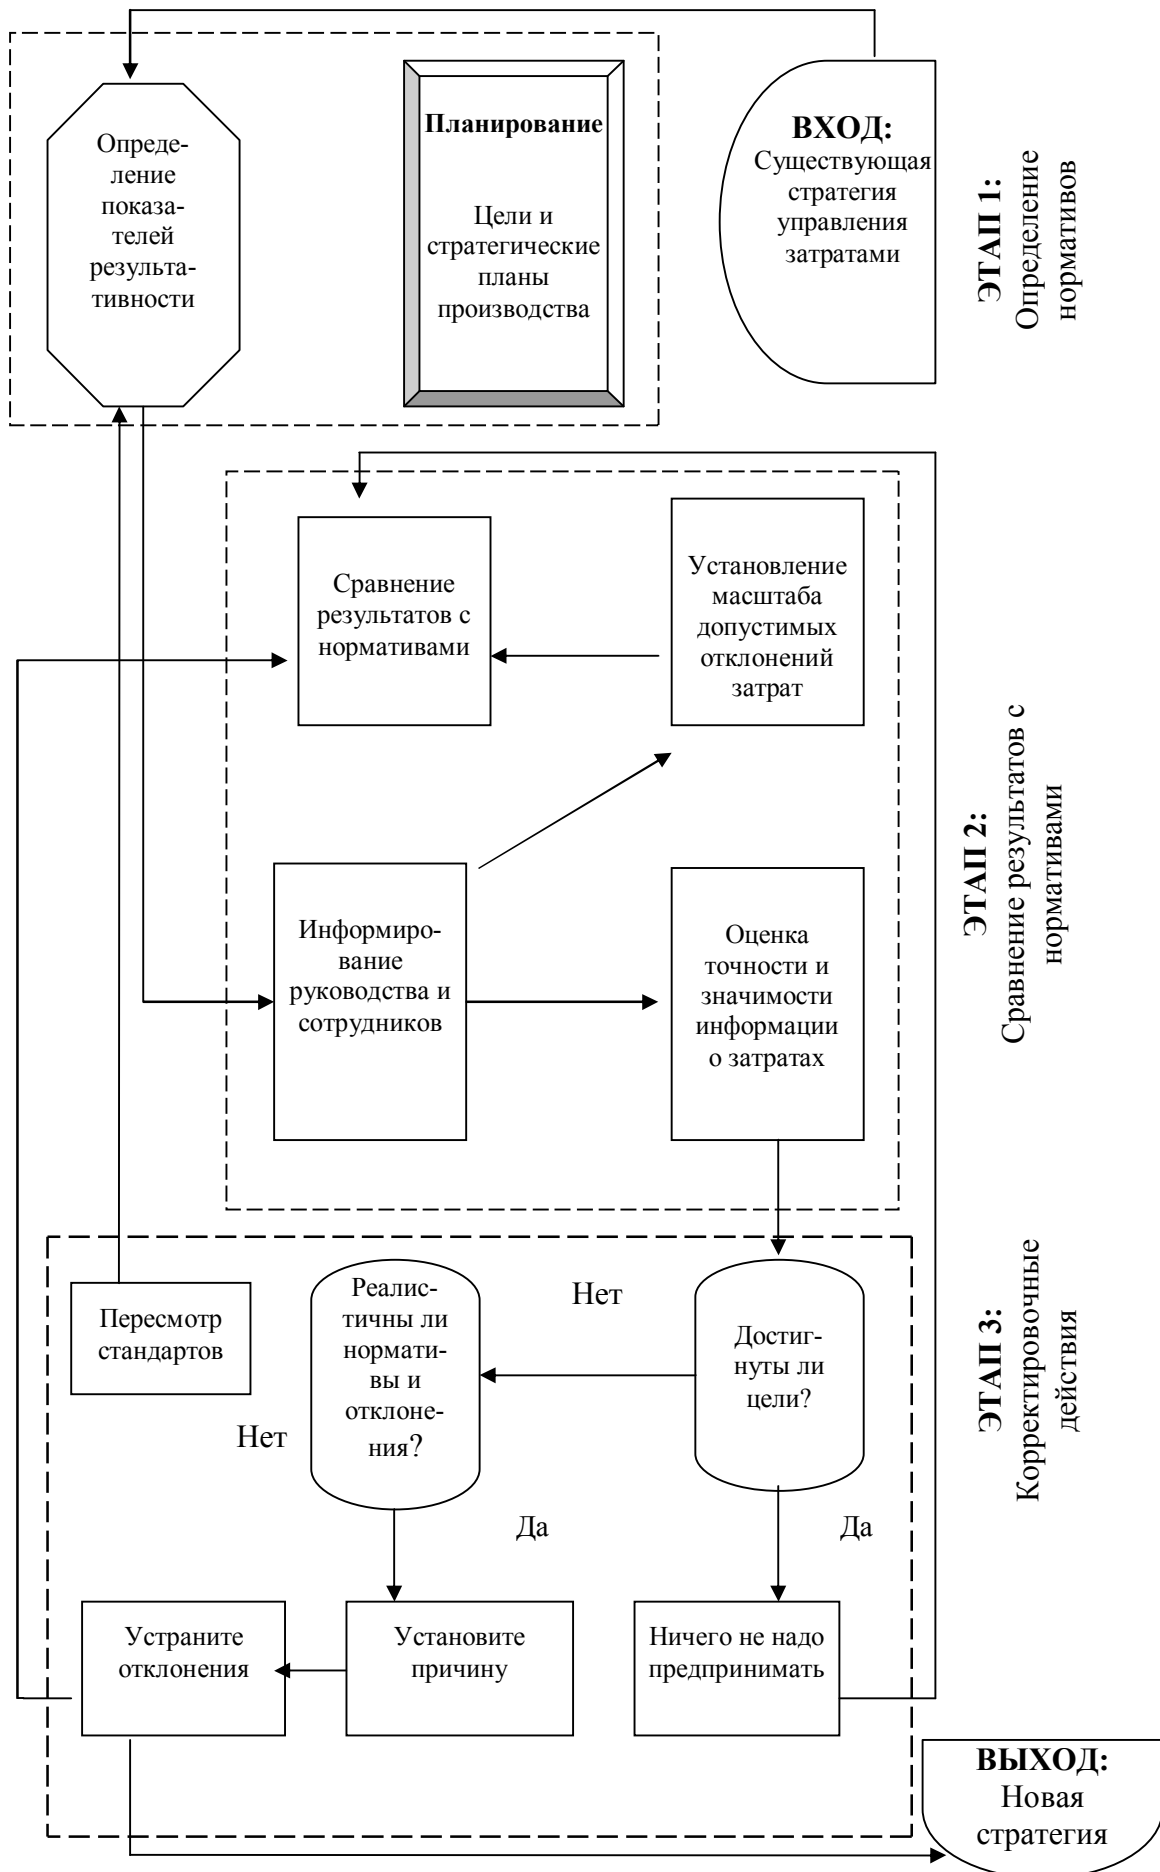 Опреде-
ление
показа-
телей
результа-
тивности
Планирование
Цели и
стратегические
планы
производства
ВХОД:
Существующая
стратегия
управления
затратами
ЭТАП 1:
Определение
нормативов
Сравнение
результатов с
нормативами
Установление
масштаба
допустимых
отклонений
затрат
Информиро-
вание
руководства и
сотрудников
Оценка
точности и
значимости
информации
о затратах
ЭТАП 2:
Сравнение результатов с
нормативами
Пересмотр
стандартов
Реалис-
тичны ли
нормати-
вы и
отклоне-
ния?
Нет
Достиг-
нуты ли
цели?
Нет
Да
Да
Устраните
отклонения
Установите
причину
Ничего не надо
предпринимать
ЭТАП 3:
Корректировочные
действия
ВЫХОД:
Новая
стратегия